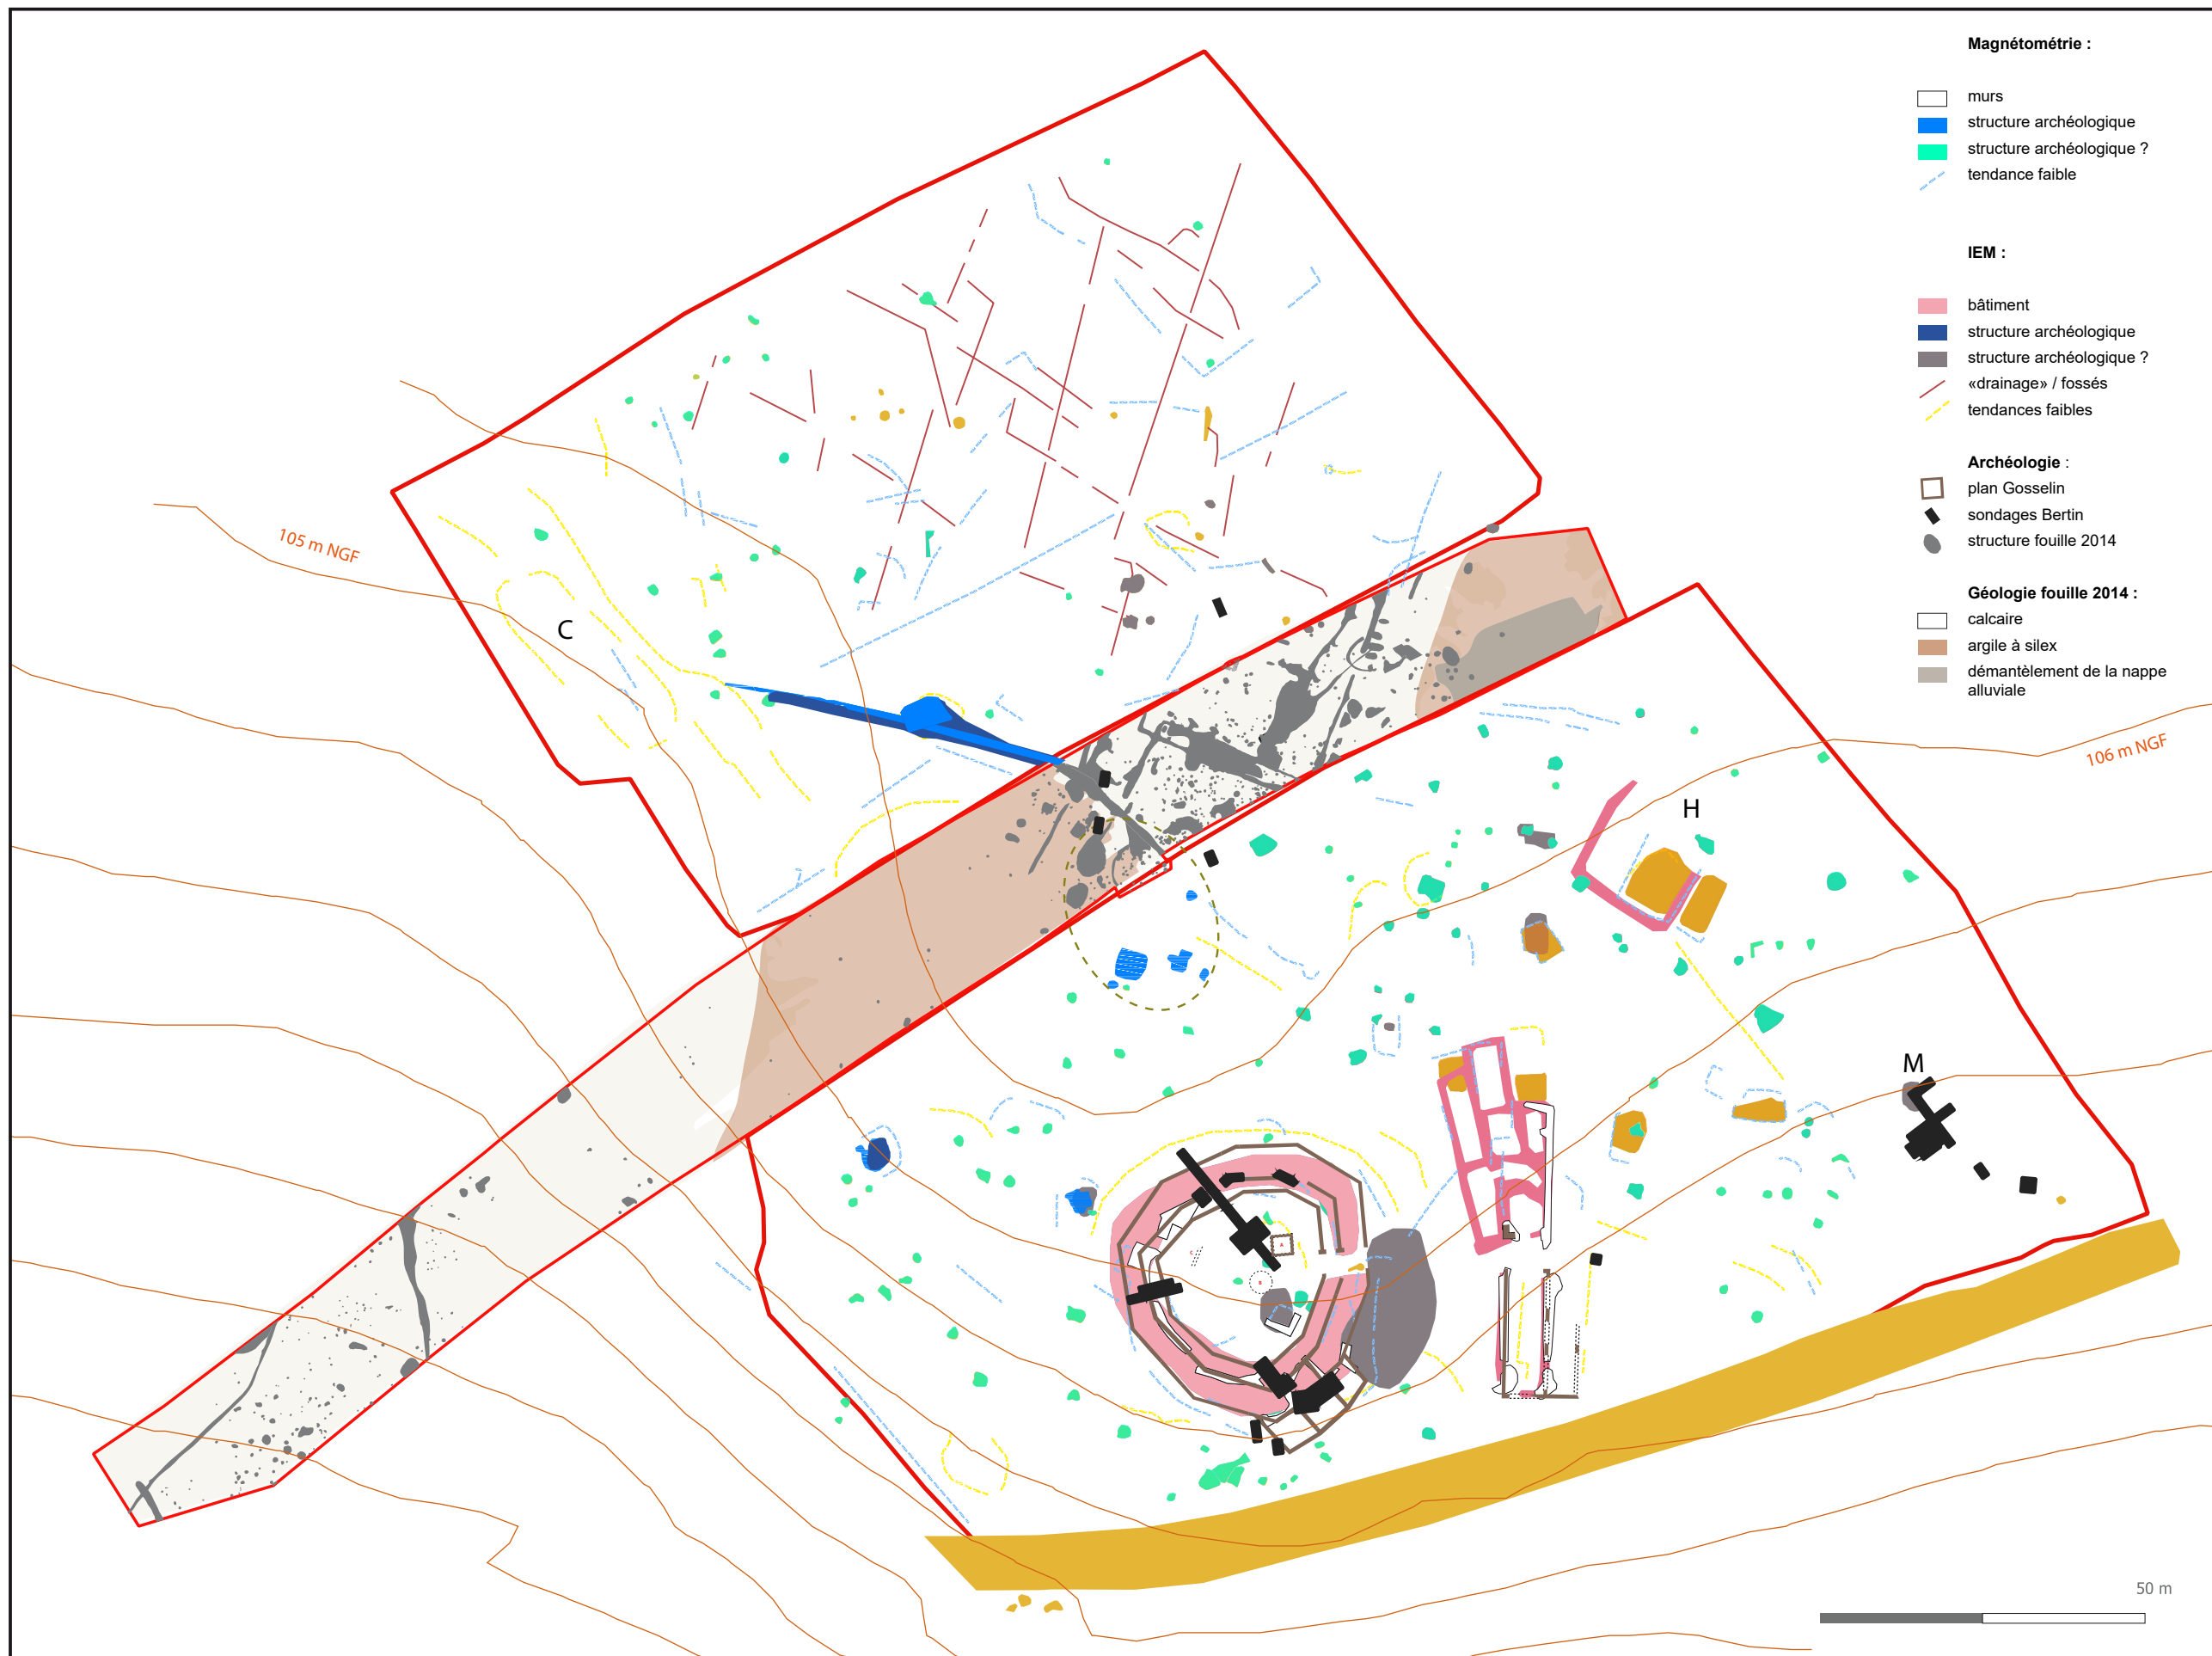 Magnétométrie :
murs
structure archéologique
structure archéologique ?
tendance faible
IEM :
bâtiment
structure archéologique
structure archéologique ?
«drainage» / fossés
tendances faibles
Archéologie :
plan Gosselin
sondages Bertin
structure fouille 2014
Géologie fouille 2014 :
calcaire
argile à silex
démantèlement de la nappe
alluviale
105 m NGF
C
106 m NGF
H
M
A
50 m